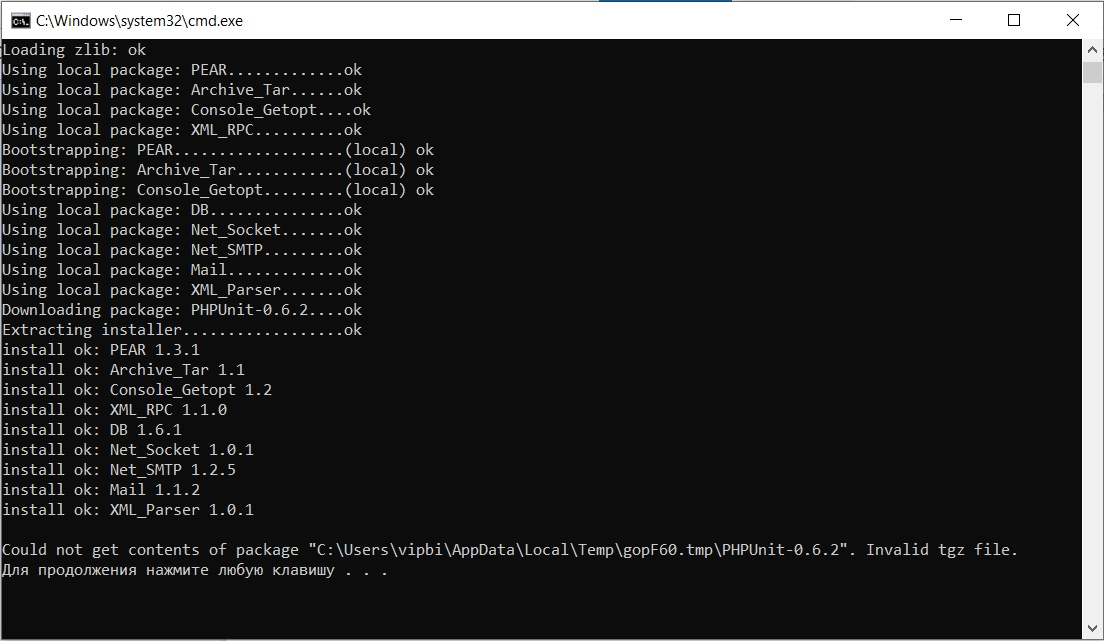 C:\Windows\system32\cmd.exe
Loading zlib: ok
Using local package: PEAR.............ok
Using local package: Archive_Tar......ok
Using local package: Console_Getopt....ok
Using local package: XML_RPC..........ok
Bootstrapping: PEAR...................(local) ok
Bootstrapping: Archive_Tar............(local) ok
Bootstrapping: Console_Getopt.........(local) ok
Using local package: DB...............ok
Using local package: Net_Socket.......ok
Using local package: Net_SMTP.........ok
Using local package: Mail.............ok
Using local package: XML_Parser.......ok
Downloading package: PHPUnit-0.6.2....ok
Extracting installer..................ok
install ok: PEAR 1.3.1
install ok: Archive_Tar 1.1
install ok: Console_Getopt 1.2
install ok: XML_RPC 1.1.0
install ok: DB 1.6.1
install ok: Net_Socket 1.0.1
install ok: Net_SMTP 1.2.5
install ok: Mail 1.1.2
install ok: XML_Parser 1.0.1
Could not get contents of package "C:\Users\vipbi\AppData\Local\Temp\gopF60.tmp\PHPUnit-0.6.2". Invalid tgz file.
Для продолжения нажмите любую клавишу . . .